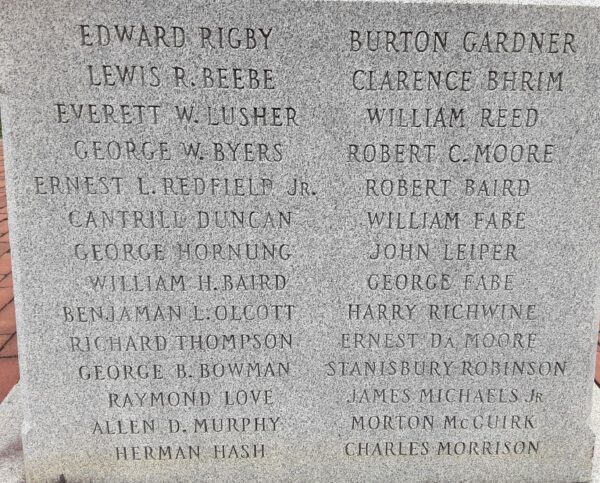 EDWARD RIGBY
LEWIS R. BEEBE
EVERETT W. LUSHER
GEORGE W. BYERS
ERNEST L. REDFIELD JR.
CANTRILL DUNCAN
GEORGE HORNUNG
WILLIAM H. BAIRD
BENJAMAN L. OLCOTT
RICHARD THOMPSON
GEORGE B. BOWMAN
RAYMOND LOVE
ALLEN D. MURPHY
HERMAN HASH
BURTON GARDNER
CLARENCE BHRIM
WILLIAM REED
ROBERT C. MOORE
ROBERT BAIRD
WILLIAM FABE
JOHN LEIPER
GEORGE FABE
HARRY RICHWINE
ERNEST DA. MOORE
STANISBURY ROBINSON
JAMES MICHAELS JR
MORTON MCGUIRK
CHARLES MORRISON